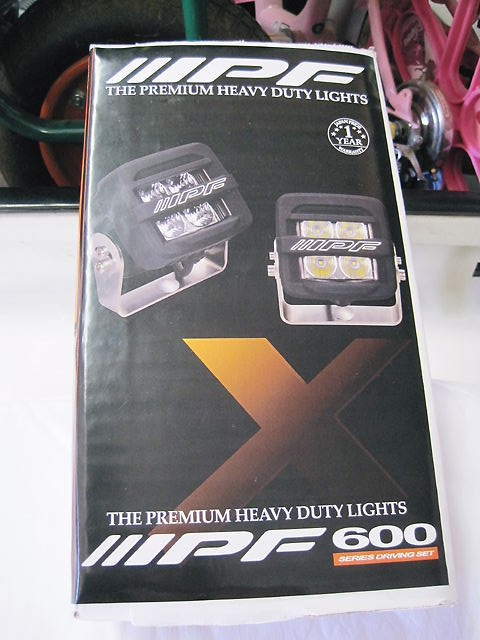 IPF
THE PREMIUM HEAVY DUTY LIGHTS
1
YEAR
WARRANTY
IPF
IPF
X
THE PREMIUM HEAVY DUTY LIGHTS
IPF 600
SERIES DRIVING SET